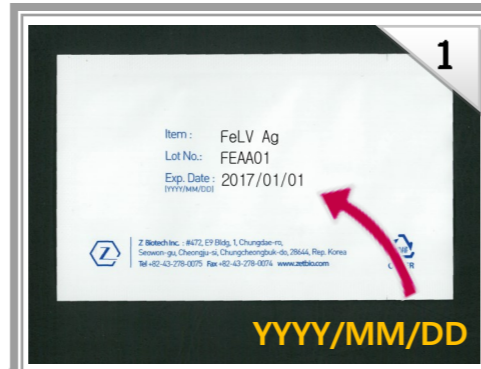 1
Item : FeLV Ag
Lot No.: FEAA01
Exp. Date : 2017/01/01
(YYYY/MM/DD)
Z
Z Biotech Inc. : #472, E9 Bldg, 1, Chungdae-ro,
Seowon-gu, Cheongju-si, Chungcheongbuk-do, 28644, Rep. Korea
Tel +82-43-278-0075 Fax +82-43-278-0074 www.zetbio.com
YYYY/MM/DD